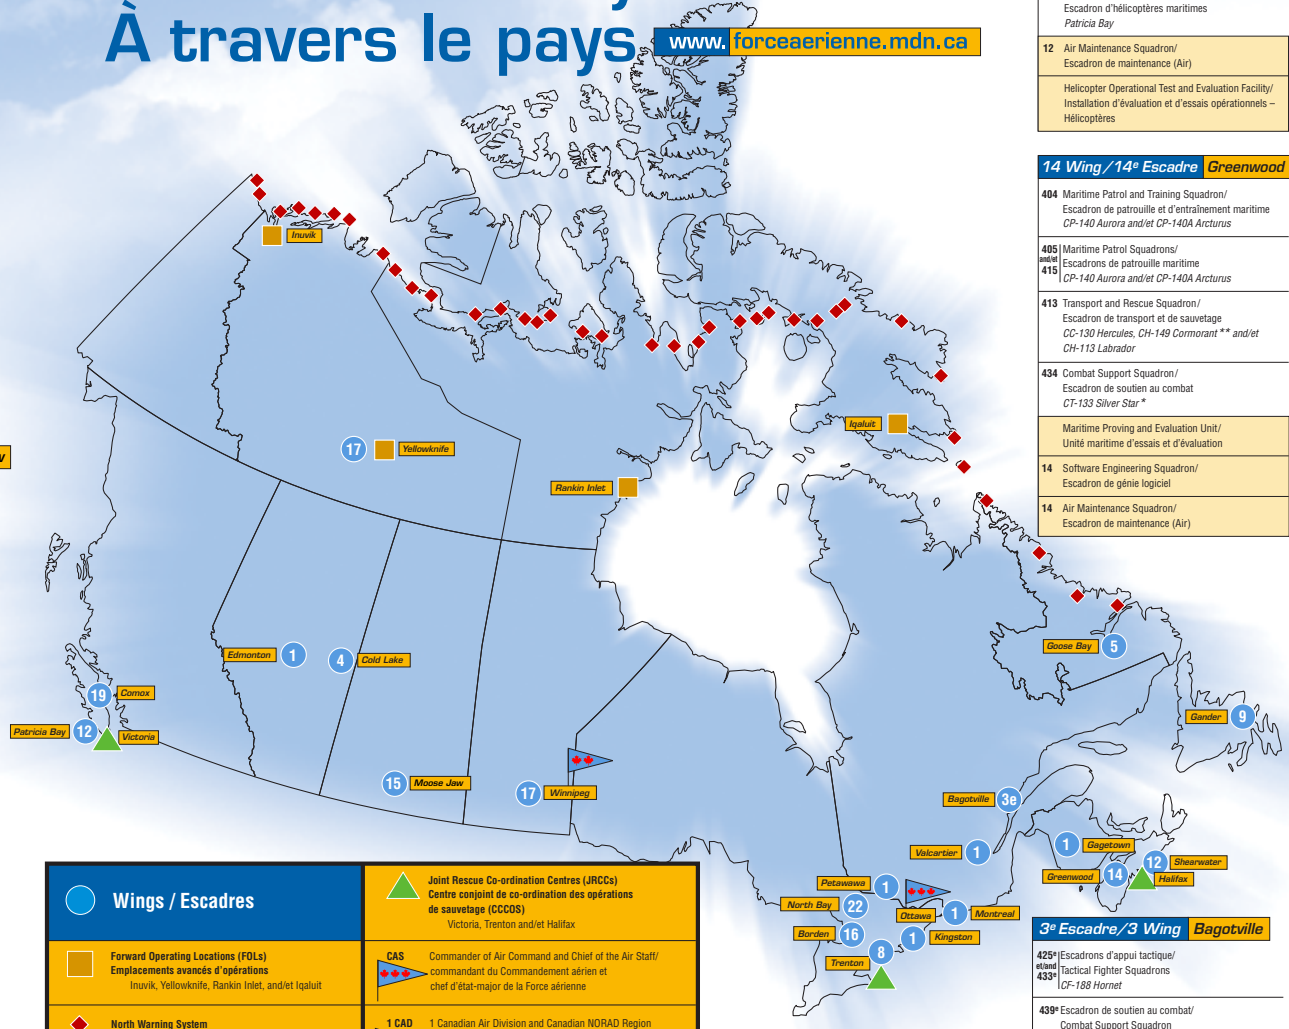 À travers le pays
www. forceaerienne.mdn.ca
Escadron d'hélicoptères maritimes
Patricia Bay
12 Air Maintenance Squadron/
Escadron de maintenance (Air)
Helicopter Operational Test and Evaluation Facility/
Installation d'évaluation et d'essais opérationnels –
Hélicoptères
14 Wing/14e Escadre Greenwood
404 Maritime Patrol and Training Squadron/
Escadron de patrouille et d'entraînement maritime
CP-140 Aurora and/et CP-140A Arcturus
405 and/et 415 Maritime Patrol Squadrons/
Escadrons de patrouille maritime
CP-140 Aurora and/et CP-140A Arcturus
413 Transport and Rescue Squadron/
Escadron de transport et de sauvetage
CC-130 Hercules, CH-149 Cormorant ** and/et
CH-113 Labrador
434 Combat Support Squadron/
Escadron de soutien au combat
CT-133 Silver Star *
Maritime Proving and Evaluation Unit/
Unité maritime d'essais et d'évaluation
14 Software Engineering Squadron/
Escadron de génie logiciel
14 Air Maintenance Squadron/
Escadron de maintenance (Air)
Inuvik
17 Yellowknife
Iqaluit
Rankin Inlet
Edmonton 1
4 Cold Lake
Goose Bay 5
19 Comox
Patricia Bay 12
Victoria
Gander 9
15 Moose Jaw
17 Winnipeg
Bagotville 3e
Valcartier 1
1 Gagetown
12 Shearwater
Greenwood 14
Halifax
Petawawa 1
North Bay 22
Ottawa 1 Montreal
Borden 16
1 Kingston
8
Trenton
Wings / Escadres
Joint Rescue Co-ordination Centres (JRCCs)
Centre conjoint de co-ordination des opérations
de sauvetage (CCCOS)
Victoria, Trenton and/et Halifax
Forward Operating Locations (FOLs)
Emplacements avancés d'opérations
Inuvik, Yellowknife, Rankin Inlet, and/et Iqaluit
CAS Commander of Air Command and Chief of the Air Staff/
commandant du Commandement aérien et
chef d'état-major de la Force aérienne
North Warning System
1 CAD 1 Canadian Air Division and Canadian NORAD Region
3e Escadre/3 Wing Bagotville
425e et/and 433e Escadrons d'appui tactique/
Tactical Fighter Squadrons
CF-188 Hornet
439e Escadron de soutien au combat/
Combat Support Squadron